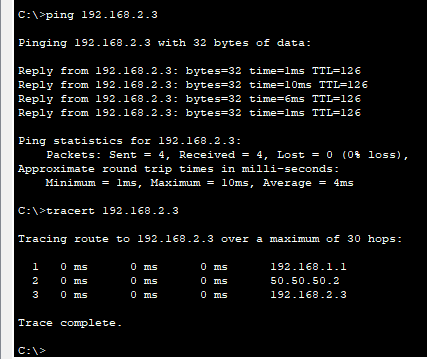 C:\>ping 192.168.2.3
Pinging 192.168.2.3 with 32 bytes of data:
Reply from 192.168.2.3: bytes=32 time=1ms TTL=126
Reply from 192.168.2.3: bytes=32 time=10ms TTL=126
Reply from 192.168.2.3: bytes=32 time=6ms TTL=126
Reply from 192.168.2.3: bytes=32 time=1ms TTL=126
Ping statistics for 192.168.2.3:
    Packets: Sent = 4, Received = 4, Lost = 0 (0% loss),
Approximate round trip times in milli-seconds:
    Minimum = 1ms, Maximum = 10ms, Average = 4ms
C:\>tracert 192.168.2.3
Tracing route to 192.168.2.3 over a maximum of 30 hops:
  1   0 ms      0 ms      0 ms      192.168.1.1
  2   0 ms      0 ms      0 ms      50.50.50.2
  3   0 ms      0 ms      0 ms      192.168.2.3
Trace complete.
C:\>